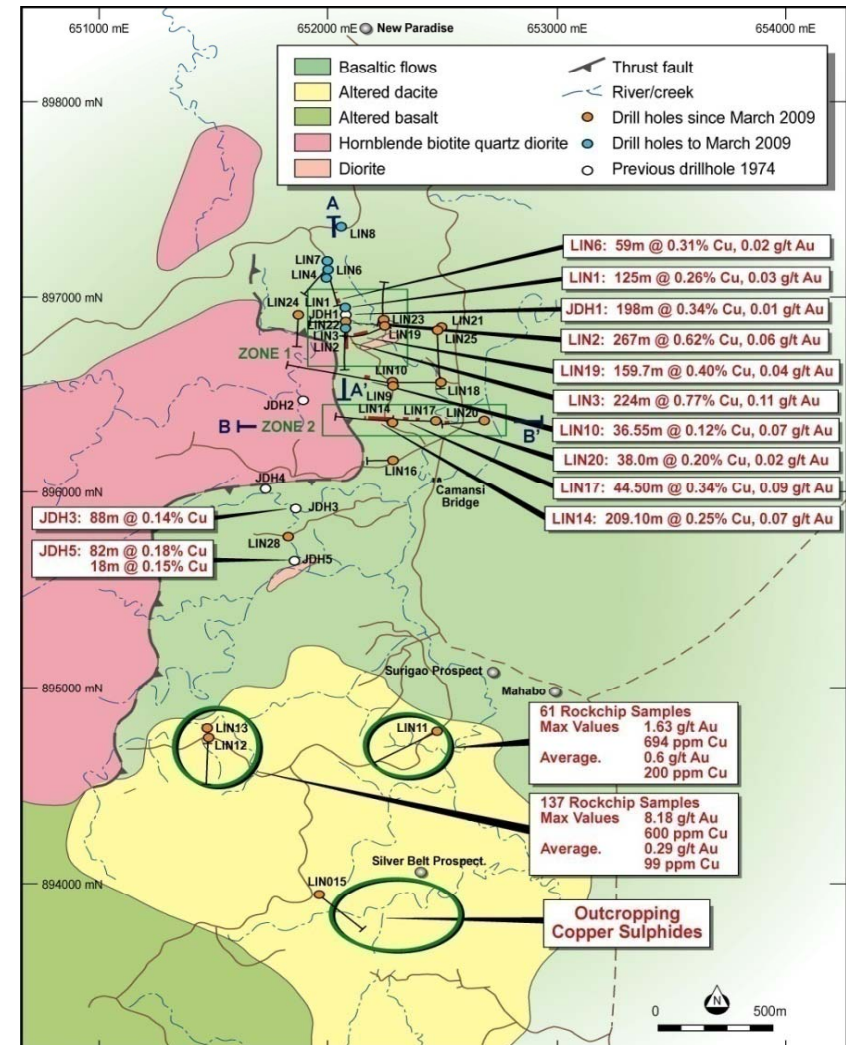 651000 mE
652000 mE
653000 mE
654000 mE
New Paradise
Basaltic flows
Altered dacite
Altered basalt
Hornblende biotite quartz diorite
Diorite
Thrust fault
River/creek
Drill holes since March 2009
Drill holes to March 2009
Previous drillhole 1974
898000 mN
A
LIN8
LIN7
LIN4
LIN6
LIN6: 59m @ 0.31% Cu, 0.02 g/t Au
LIN1: 125m @ 0.26% Cu, 0.03 g/t Au
JDH1: 198m @ 0.34% Cu, 0.01 g/t Au
LIN2: 267m @ 0.62% Cu, 0.06 g/t Au
LIN19: 159.7m @ 0.40% Cu, 0.04 g/t Au
LIN3: 224m @ 0.77% Cu, 0.11 g/t Au
LIN10: 36.55m @ 0.12% Cu, 0.07 g/t Au
LIN20: 38.0m @ 0.20% Cu, 0.02 g/t Au
LIN17: 44.50m @ 0.34% Cu, 0.09 g/t Au
LIN14: 209.10m @ 0.25% Cu, 0.07 g/t Au
897000 mN
LIN24
LIN1
JDH1
LIN22
LIN3
LIN2
LIN23
LIN19
LIN21
LIN25
ZONE 1
LIN10
LIN9
LIN18
A'
JDH2
LIN14
LIN17
LIN20
B
ZONE 2
B'
LIN16
896000 mN
JDH4
Camansi
Bridge
JDH3
JDH3: 88m @ 0.14% Cu
LIN28
JDH5: 82m @ 0.18% Cu
18m @ 0.15% Cu
JDH5
895000 mN
Surigao Prospect
Mahabo
LIN13
LIN12
LIN11
61 Rockchip Samples
Max Values 1.63 g/t Au
694 ppm Cu
Average. 0.6 g/t Au
200 ppm Cu
137 Rockchip Samples
Max Values 8.18 g/t Au
600 ppm Cu
Average. 0.29 g/t Au
99 ppm Cu
894000 mN
Silver Belt Prospect.
LIN015
Outcropping
Copper Sulphides
N
0 500m